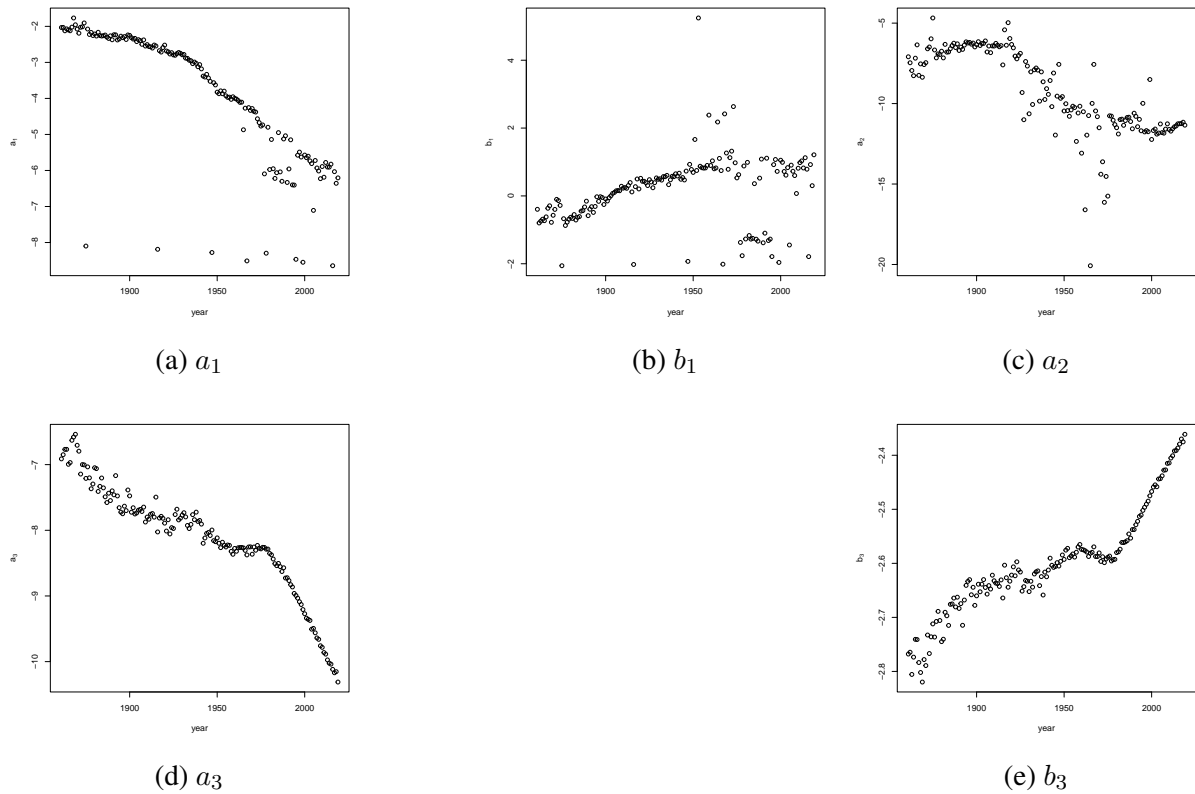 -2
-3
-4
-5
-6
-7
-8
a₁
1900
1950
2000
year
(a) a₁
4
2
0
-2
b₁
1900
1950
2000
year
(b) b₁
-5
-10
-15
-20
a₂
1900
1950
2000
year
(c) a₂
-7
-8
-9
-10
a₃
1900
1950
2000
year
(d) a₃
-2.4
-2.5
-2.6
-2.7
-2.8
b₃
1900
1950
2000
year
(e) b₃